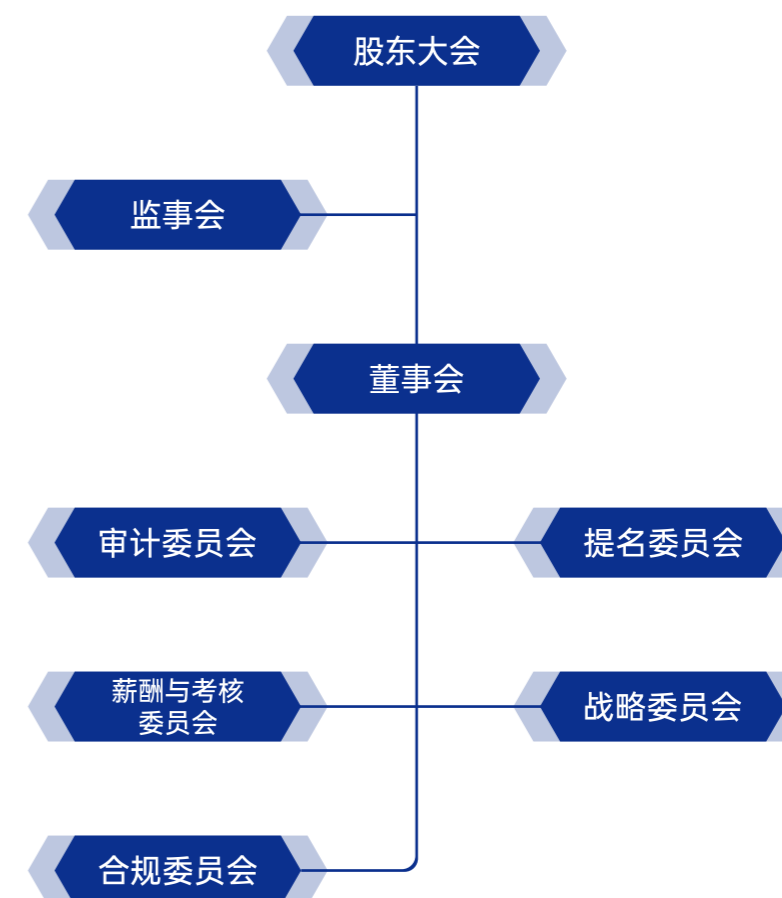 股东大会
监事会
董事会
审计委员会
提名委员会
薪酬与考核
委员会
战略委员会
合规委员会